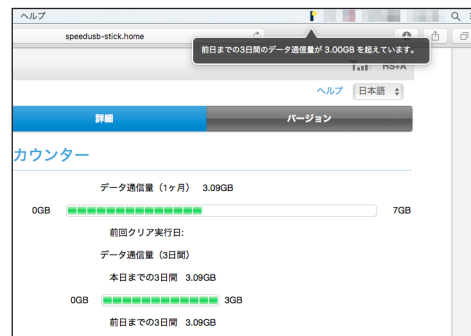 ヘルプ
speedusb-stick.home
前日までの3日間のデータ通信量が 3.00GB を超えています。
HS+A
ヘルプ 日本語
詳細 バージョン
カウンター
データ通信量（1ヶ月） 3.09GB
0GB 7GB
前回クリア実行日:
データ通信量（3日間）
本日までの3日間 3.09GB
0GB 3GB
前日までの3日間 3.09GB